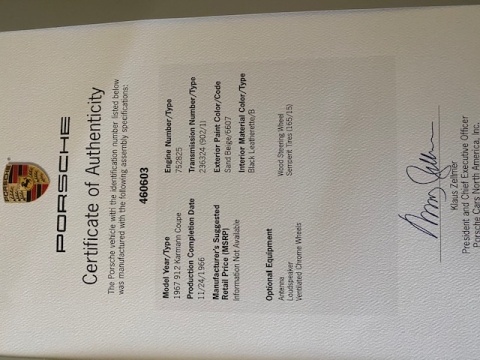 PORSCHE
Certificate of Authenticity
The Porsche vehicle with the identification number listed below
was manufactured with the following assembly specifications:
460603
Model Year/Type
1967 912 Karmann Coupe
Production Completion Date
11/24/1966
Manufacturer's Suggested
Retail Price (MSRP)
Information Not Available
Engine Number/Type
752825
Transmission Number/Type
236324 (902/1)
Exterior Paint Color/Code
Sand Beige/6607
Interior Material Color/Type
Black Leatherette/B
Optional Equipment
Antenna
Loudspeaker
Ventilated Chrome Wheels
Wood Steering Wheel
Semperit Tires (165/15)
Klaus Zellmer
President and Chief Executive Officer
Porsche Cars North America, Inc.